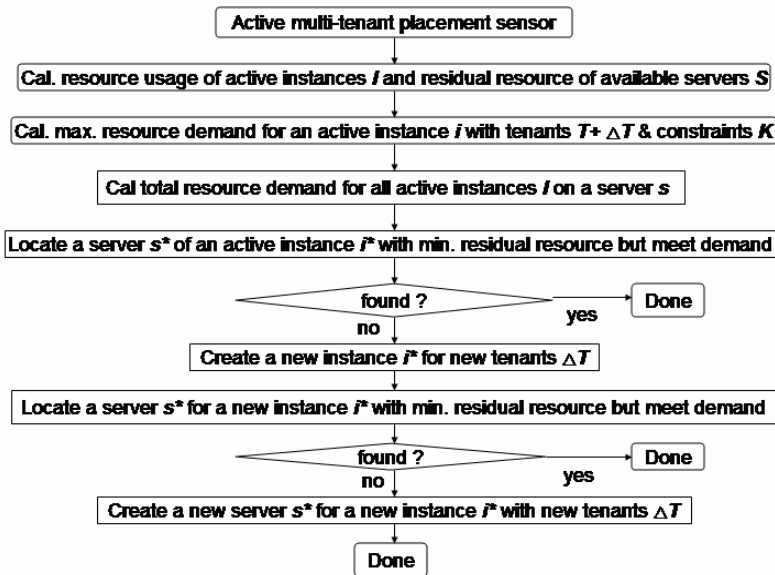 Active multi-tenant placement sensor
Cal. resource usage of active instances I and residual resource of available servers S
Cal. max. resource demand for an active instance i with tenants T+ △T & constraints K
Cal total resource demand for all active instances I on a server s
Locate a server s* of an active instance i* with min. residual resource but meet demand
found ?
Done
yes
no
Create a new instance i* for new tenants △T
Locate a server s* for a new instance i* with min. residual resource but meet demand
found ?
Done
yes
no
Create a new server s* for a new instance i* with new tenants △T
Done